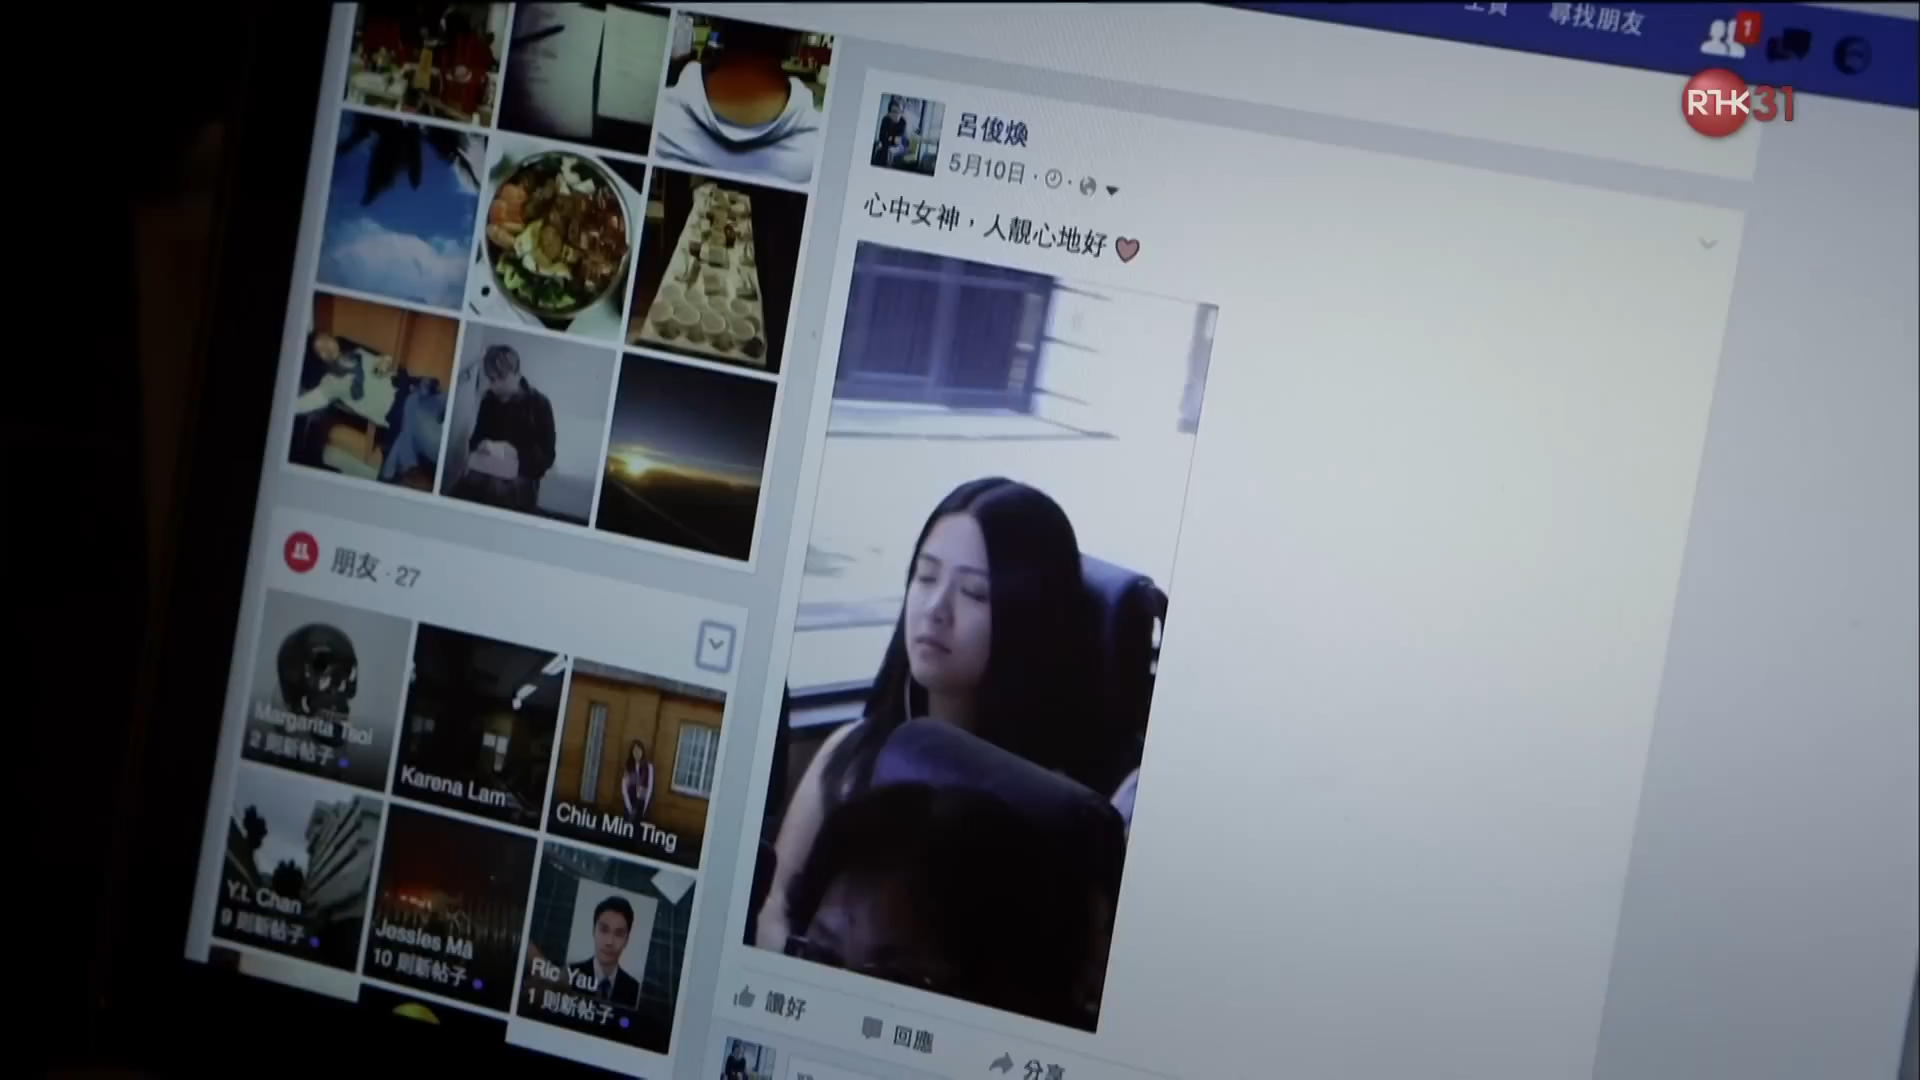 主頁 尋找朋友
1
RTHK31
呂俊煥
5月10日
心中女神，人靚心地好
朋友 · 27
Margarita Tsoi
2 則新帖子
Karena Lam
Chiu Min Ting
Y.t. Chan
9 則新帖子
Jessies Ma
10 則新帖子
Ric Yau
1 則新帖子
讚好
回應
分享